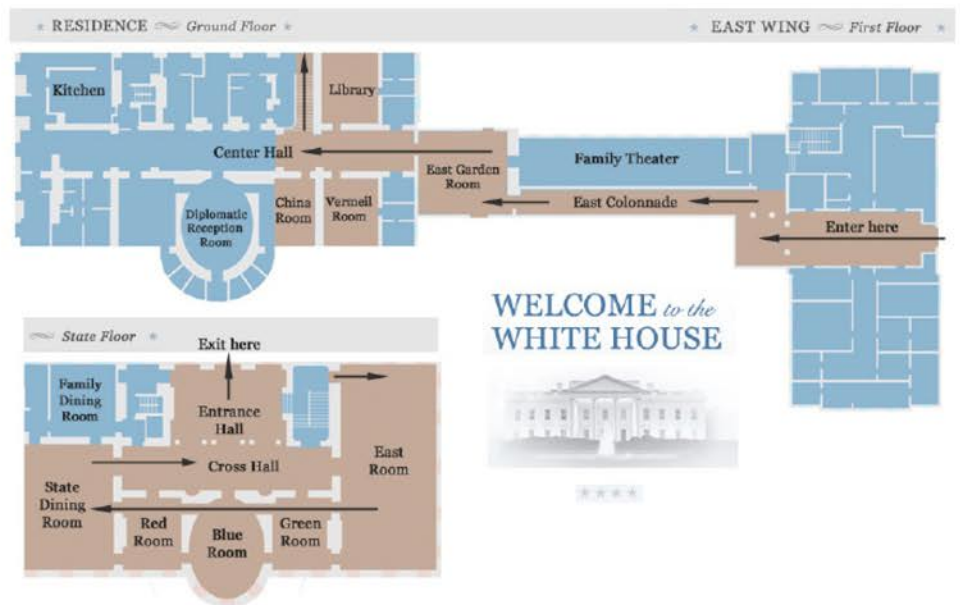 RESIDENCE Ground Floor
EAST WING First Floor
Kitchen
Library
Center Hall
Family Theater
East Garden
Room
China
Room
Vermeil
Room
East Colonnade
Diplomatic
Reception
Room
Enter here
WELCOME to the
WHITE HOUSE
State Floor
Exit here
Family
Dining
Room
Entrance
Hall
Cross Hall
East
Room
State
Dining
Room
Red
Room
Blue
Room
Green
Room